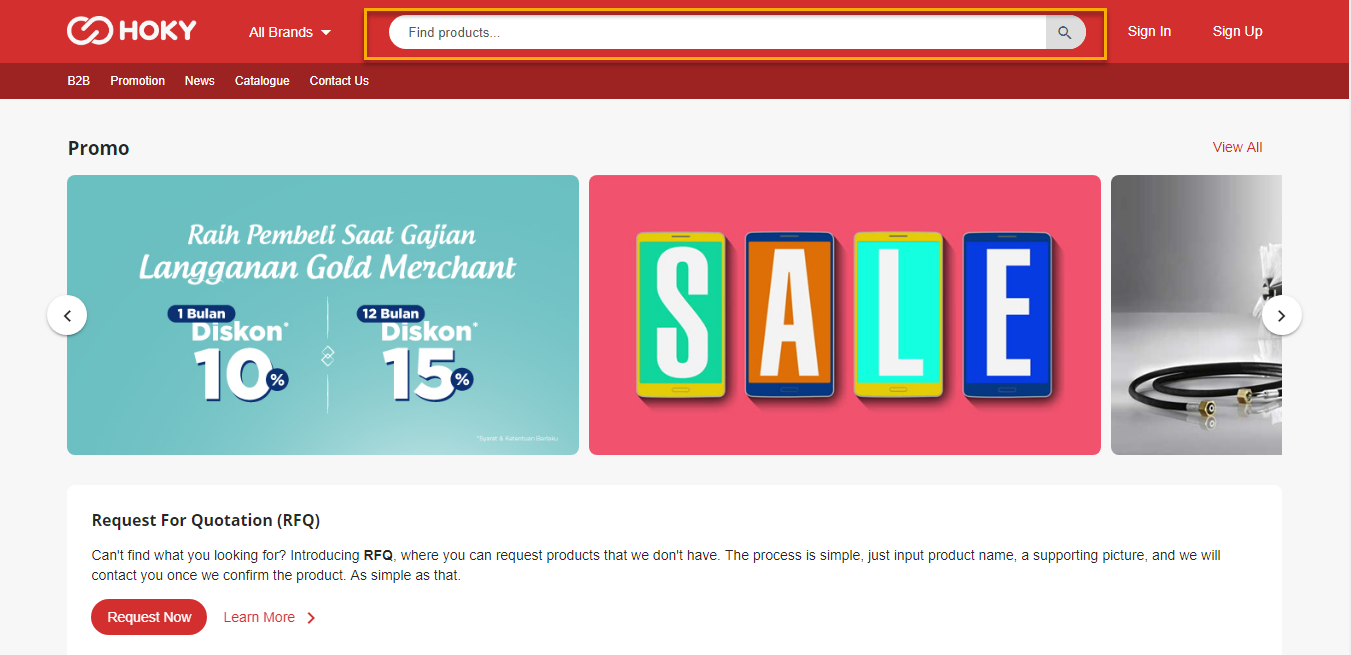 HOKY
All Brands
Find products...
Sign In
Sign Up
B2B
Promotion
News
Catalogue
Contact Us
Promo
View All
Raih Pembeli Saat Gajian
Langganan Gold Merchant
1 Bulan
Diskon*
10%
12 Bulan
Diskon*
15%
*Syarat & Ketentuan Berlaku
SALE
Request For Quotation (RFQ)
Can't find what you looking for? Introducing RFQ, where you can request products that we don't have. The process is simple, just input product name, a supporting picture, and we will
contact you once we confirm the product. As simple as that.
Request Now
Learn More